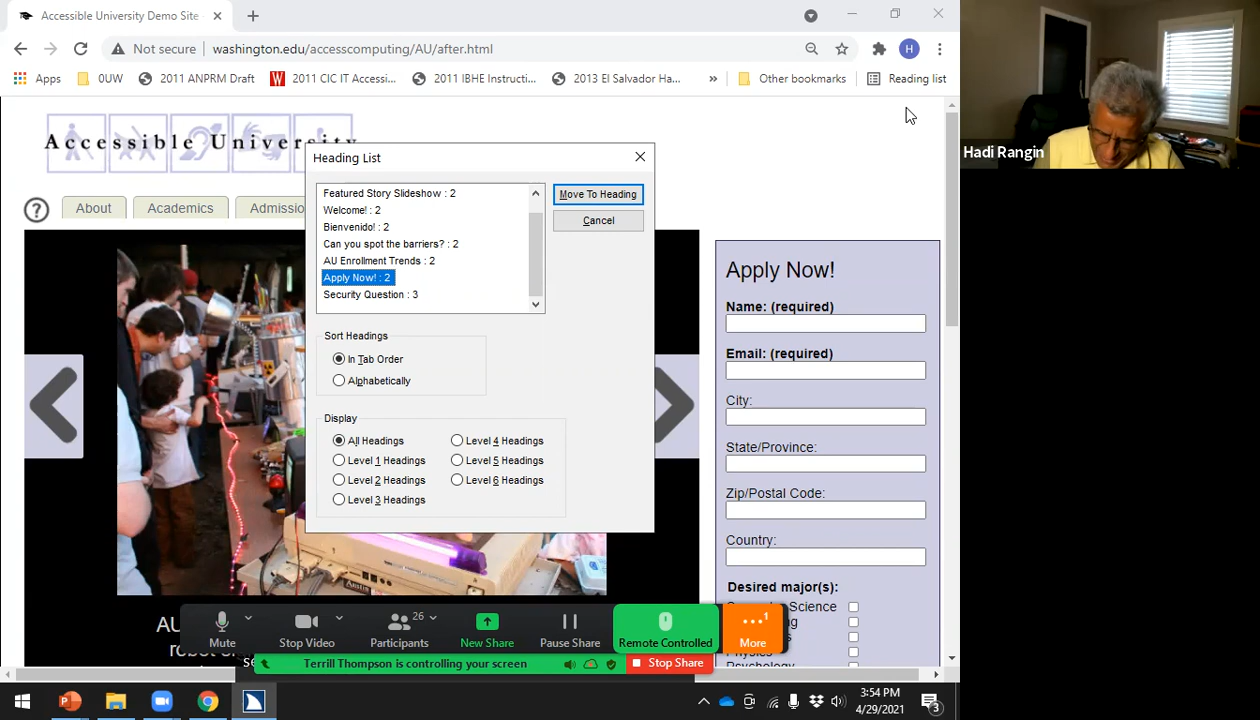 Accessible University Demo Site
Not secure
washington.edu/accesscomputing/AU/after.html
H
Apps
0UW
2011 ANPRM Draft
2011 CIC IT Accessi...
2011 IBHE Instructi...
2013 El Salvador Ha...
»
Other bookmarks
Reading list
Accessible University
About
Academics
Admissio
Heading List
Featured Story Slideshow : 2
Welcome! : 2
Bienvenido! : 2
Can you spot the barriers? : 2
AU Enrollment Trends : 2
Apply Now! : 2
Security Question : 3
Move To Heading
Cancel
Sort Headings
In Tab Order
Alphabetically
Display
All Headings
Level 1 Headings
Level 2 Headings
Level 3 Headings
Level 4 Headings
Level 5 Headings
Level 6 Headings
Apply Now!
Name: (required)
Email: (required)
City:
State/Province:
Zip/Postal Code:
Country:
Desired major(s):
Science
Physics
Psychology
AU
Hadi Rangin
Mute
Stop Video
26
Participants
New Share
Pause Share
Remote Controlled
1
More
Terrill Thompson is controlling your screen
Stop Share
3:54 PM
4/29/2021
3